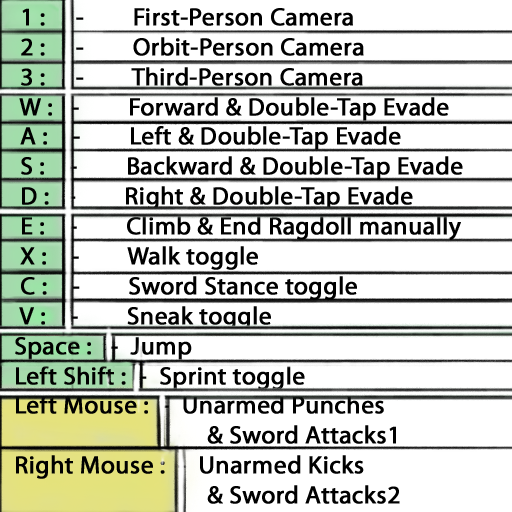 1 : - First-Person Camera
2 : - Orbit-Person Camera
3 : - Third-Person Camera
W : - Forward & Double-Tap Evade
A : - Left & Double-Tap Evade
S : - Backward & Double-Tap Evade
D : - Right & Double-Tap Evade
E : - Climb & End Ragdoll manually
X : - Walk toggle
C : - Sword Stance toggle
V : - Sneak toggle
Space : - Jump
Left Shift : - Sprint toggle
Left Mouse : - Unarmed Punches
& Sword Attacks1
Right Mouse : Unarmed Kicks
& Sword Attacks2